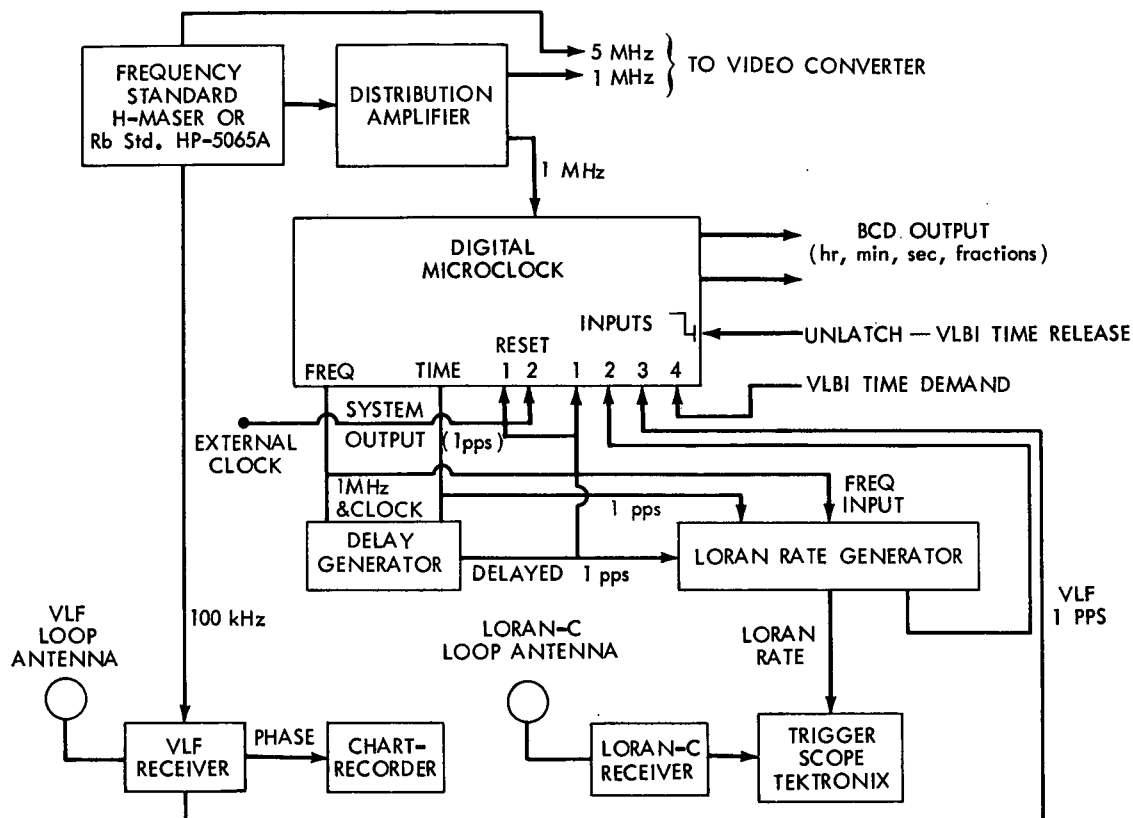 FREQUENCY
STANDARD
H-MASER OR
Rb Std. HP-5065A
DISTRIBUTION
AMPLIFIER
5 MHz
1 MHz
TO VIDEO CONVERTER
1 MHz
DIGITAL
MICROCLOCK
BCD OUTPUT
(hr, min, sec, fractions)
INPUTS
UNLATCH — VLBI TIME RELEASE
RESET
FREQ TIME 1 2 1 2 3 4
VLBI TIME DEMAND
SYSTEM
OUTPUT (1pps)
EXTERNAL
CLOCK
1MHz
&CLOCK
1 pps
FREQ
INPUT
DELAY
GENERATOR
DELAYED 1 pps
LORAN RATE GENERATOR
VLF
1 PPS
100 kHz
VLF
LOOP
ANTENNA
LORAN-C
LOOP ANTENNA
LORAN
RATE
VLF
RECEIVER
PHASE
CHART-
RECORDER
LORAN-C
RECEIVER
TRIGGER
SCOPE
TEKTRONIX